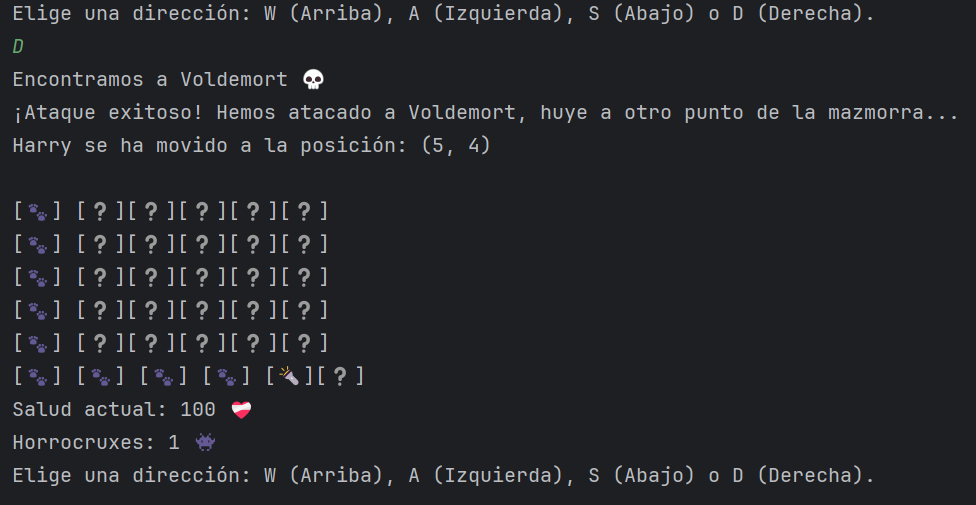 Elige una dirección: W (Arriba), A (Izquierda), S (Abajo) o D (Derecha).
D
Encontramos a Voldemort 💀
¡Ataque exitoso! Hemos atacado a Voldemort, huye a otro punto de la mazmorra...
Harry se ha movido a la posición: (5, 4)
[🐾] [❔][❔][❔][❔][❔]
[🐾] [❔][❔][❔][❔][❔]
[🐾] [❔][❔][❔][❔][❔]
[🐾] [❔][❔][❔][❔][❔]
[🐾] [❔][❔][❔][❔][❔]
[🐾] [🐾] [🐾] [🐾] [🔦][❔]
Salud actual: 100 ❤️‍🩹
Horrocruxes: 1 👾
Elige una dirección: W (Arriba), A (Izquierda), S (Abajo) o D (Derecha).